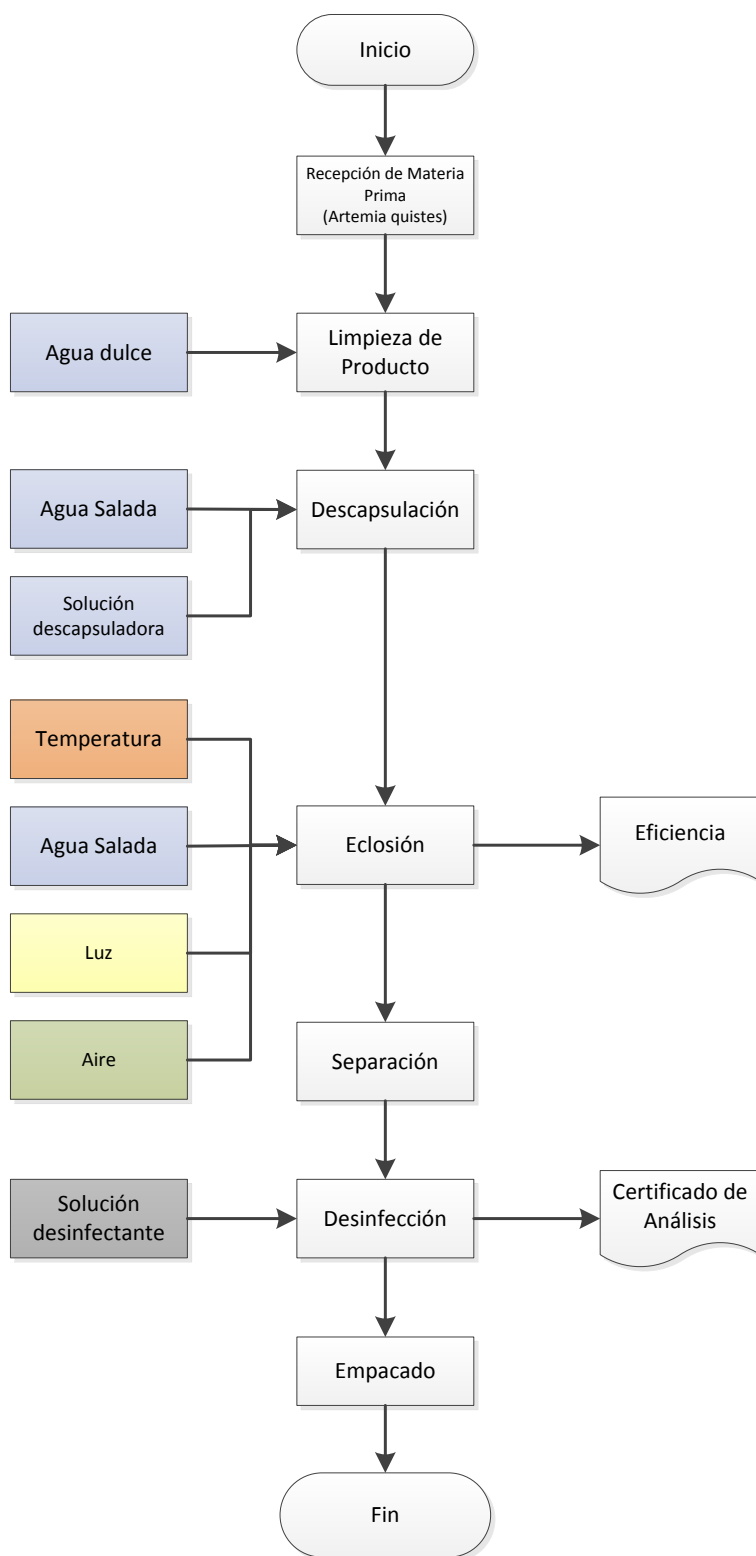 Inicio
Recepción de Materia
Prima
(Artemia quistes)
Agua dulce
Limpieza de
Producto
Agua Salada
Descapsulación
Solución
descapsuladora
Temperatura
Agua Salada
Eclosión
Eficiencia
Luz
Aire
Separación
Solución
desinfectante
Desinfección
Certificado de
Análisis
Empacado
Fin